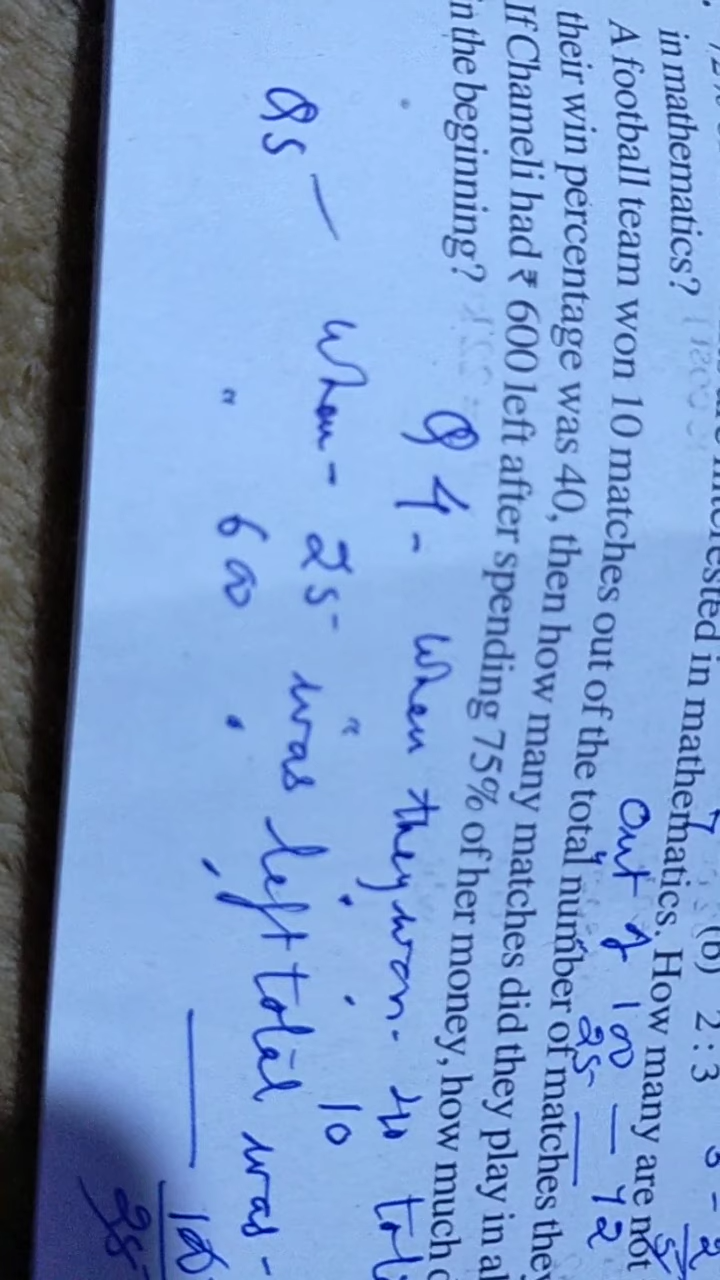 (b) 2 : 3
interested in mathematics. How many are not
in mathematics?
Out of 100 — 72
25 —
A football team won 10 matches out of the total number of matches the
their win percentage was 40, then how many matches did they play in al
If Chameli had ₹ 600 left after spending 75% of her money, how much
in the beginning?
Q 4 - When they won - 40
" 10
Q5 — When - 25 was left total was -
" 600
100
25